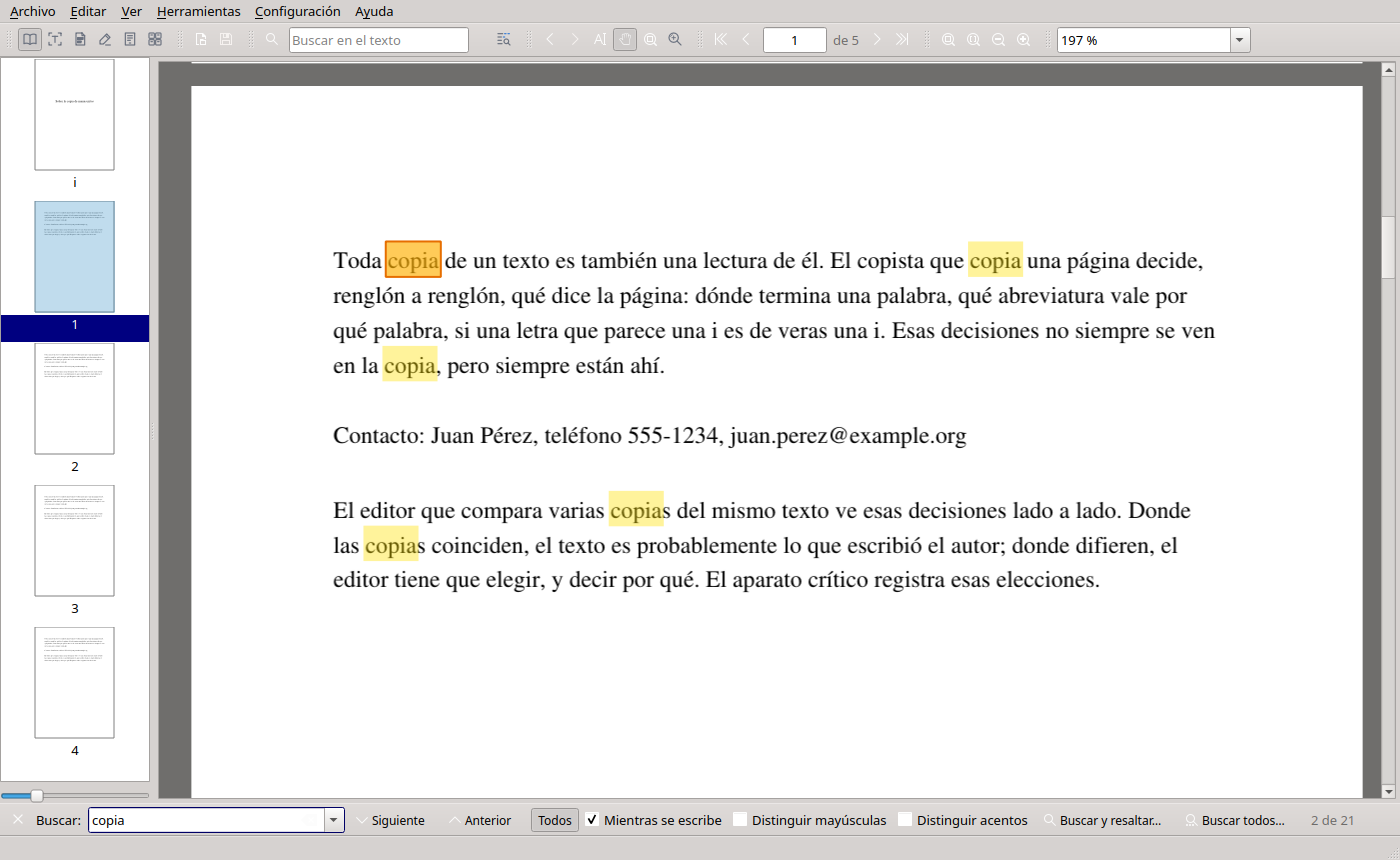 Archivo Editar Ver Herramientas Configuración Ayuda
Buscar en el texto
1 de 5
197 %
i
1
2
3
4
Toda copia de un texto es también una lectura de él. El copista que copia una página decide,
renglón a renglón, qué dice la página: dónde termina una palabra, qué abreviatura vale por
qué palabra, si una letra que parece una i es de veras una i. Esas decisiones no siempre se ven
en la copia, pero siempre están ahí.
Contacto: Juan Pérez, teléfono 555-1234, juan.perez@example.org
El editor que compara varias copias del mismo texto ve esas decisiones lado a lado. Donde
las copias coinciden, el texto es probablemente lo que escribió el autor; donde difieren, el
editor tiene que elegir, y decir por qué. El aparato crítico registra esas elecciones.
Buscar: copia Siguiente Anterior Todos Mientras se escribe Distinguir mayúsculas Distinguir acentos Buscar y resaltar... Buscar todos... 2 de 21